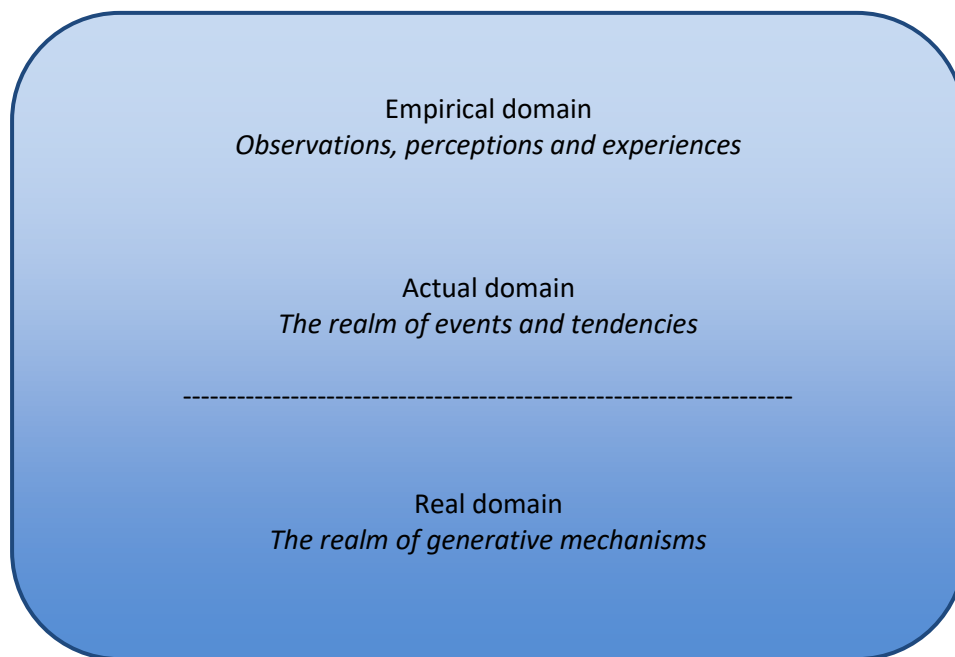 Empirical domain
Observations, perceptions and experiences
Actual domain
The realm of events and tendencies
--------------------------------------------------------------------
Real domain
The realm of generative mechanisms